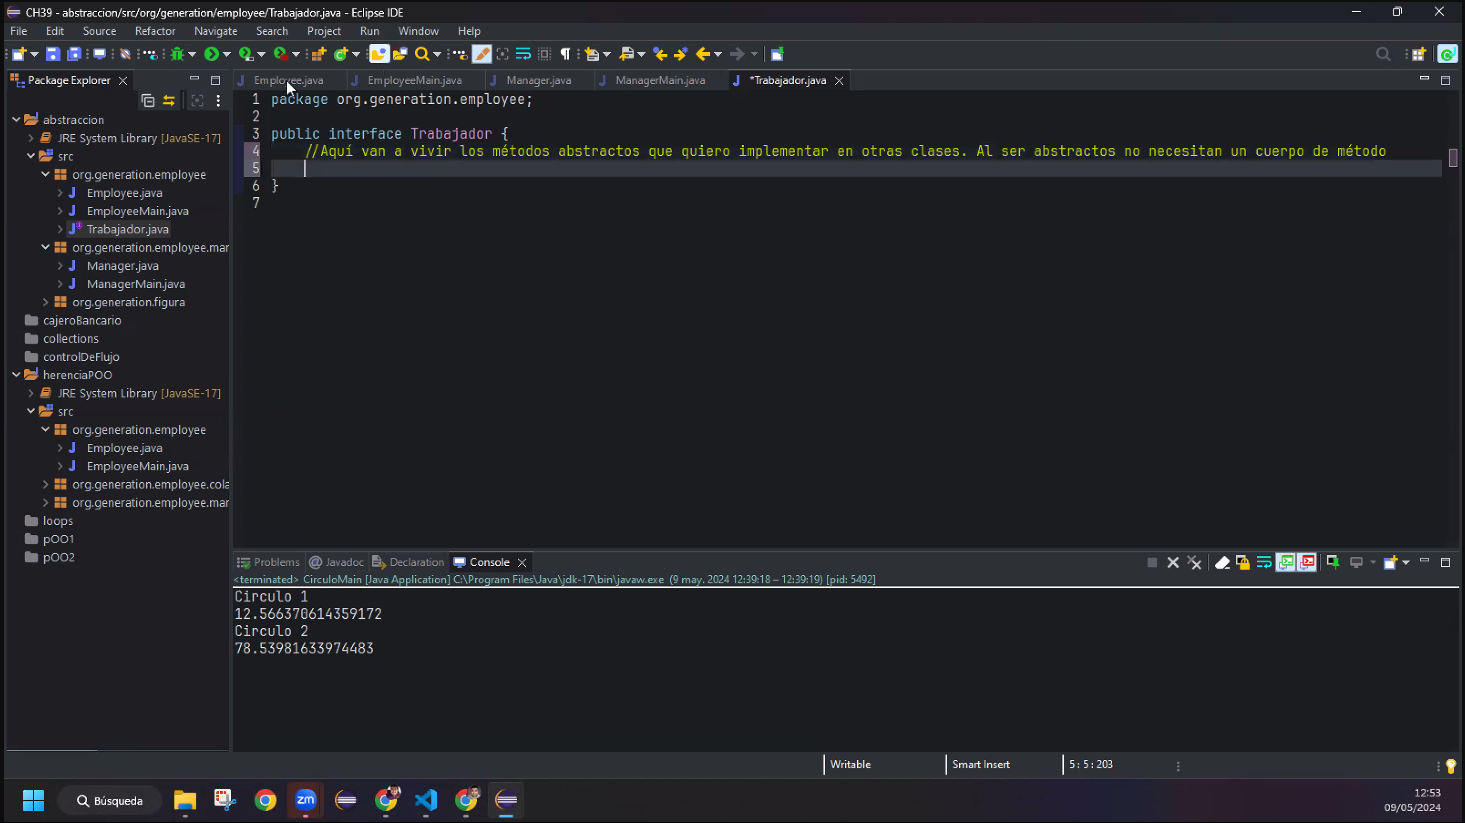 CH39 - abstraccion/src/org/generation/employee/Trabajador.java - Eclipse IDE
File Edit Source Refactor Navigate Search Project Run Window Help
Package Explorer
Employee.java EmployeeMain.java Manager.java ManagerMain.java *Trabajador.java
abstraccion
JRE System Library [JavaSE-17]
src
org.generation.employee
Employee.java
EmployeeMain.java
Trabajador.java
org.generation.employee.mar
Manager.java
ManagerMain.java
org.generation.figura
cajeroBancario
collections
controlDeFlujo
herenciaPOO
JRE System Library [JavaSE-17]
src
org.generation.employee
Employee.java
EmployeeMain.java
org.generation.employee.cola
org.generation.employee.mar
loops
pOO1
pOO2
1 package org.generation.employee;
2
3 public interface Trabajador {
4 //Aquí van a vivir los métodos abstractos que quiero implementar en otras clases. Al ser abstractos no necesitan un cuerpo de método
5
6 }
7
Problems @ Javadoc Declaration Console
<terminated> CirculoMain [Java Application] C:\Program Files\Java\jdk-17\bin\javaw.exe (9 may. 2024 12:39:18 – 12:39:19) [pid: 5492]
Circulo 1
12.566370614359172
Circulo 2
78.53981633974483
Writable Smart Insert 5 : 5 : 203
Búsqueda
zm
12:53
09/05/2024